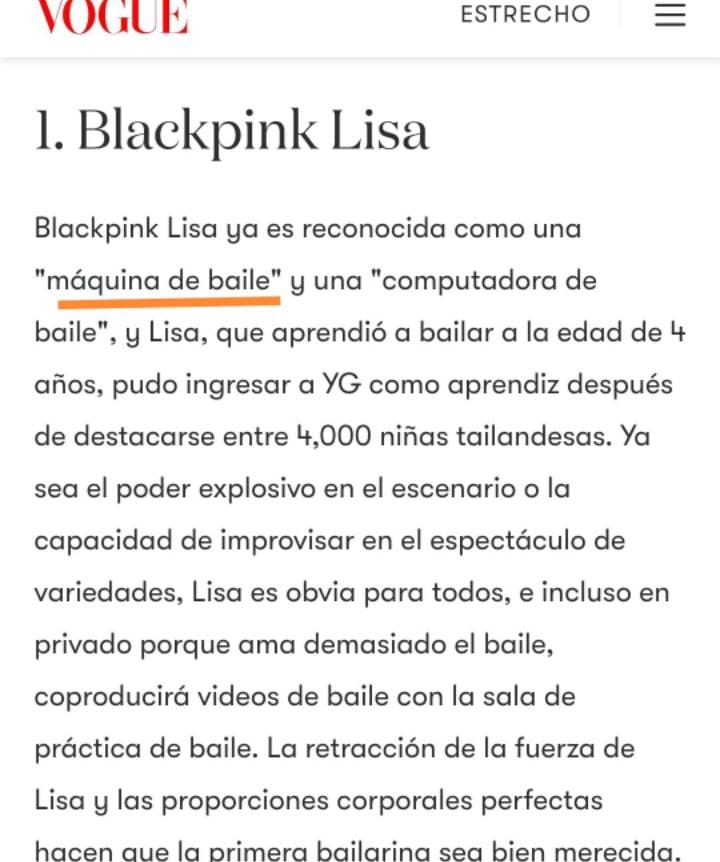 VOGUE
ESTRECHO
1. Blackpink Lisa
Blackpink Lisa ya es reconocida como una
"máquina de baile" y una "computadora de
baile", y Lisa, que aprendió a bailar a la edad de 4
años, pudo ingresar a YG como aprendiz después
de destacarse entre 4,000 niñas tailandesas. Ya
sea el poder explosivo en el escenario o la
capacidad de improvisar en el espectáculo de
variedades, Lisa es obvia para todos, e incluso en
privado porque ama demasiado el baile,
coproducirá videos de baile con la sala de
práctica de baile. La retracción de la fuerza de
Lisa y las proporciones corporales perfectas
hacen que la primera bailarina sea bien merecida.